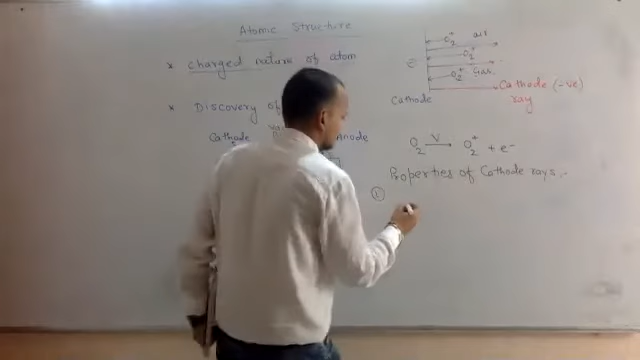 Atomic Structure
* charged nature of atom
* Discovery of
Cathode
Anode
O2+ air
O2+
O2+ Gas
e-
Cathode
Cathode (-ve)
ray
O2 V→ O2+ + e-
Properties of Cathode rays.-
①